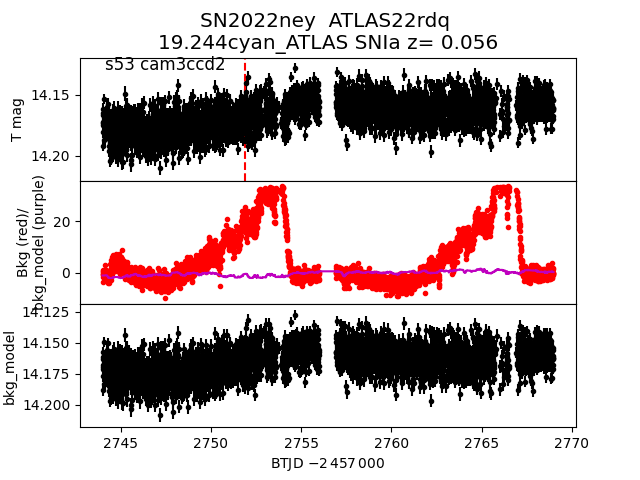 SN2022ney  ATLAS22rdq
19.244cyan_ATLAS SNIa z= 0.056
s53 cam3ccd2
T mag
14.15
14.20
Bkg (red)/
bkg_model (purple)
20
0
bkg_model
14.125
14.150
14.175
14.200
2745 2750 2755 2760 2765 2770
BTJD −2 457 000